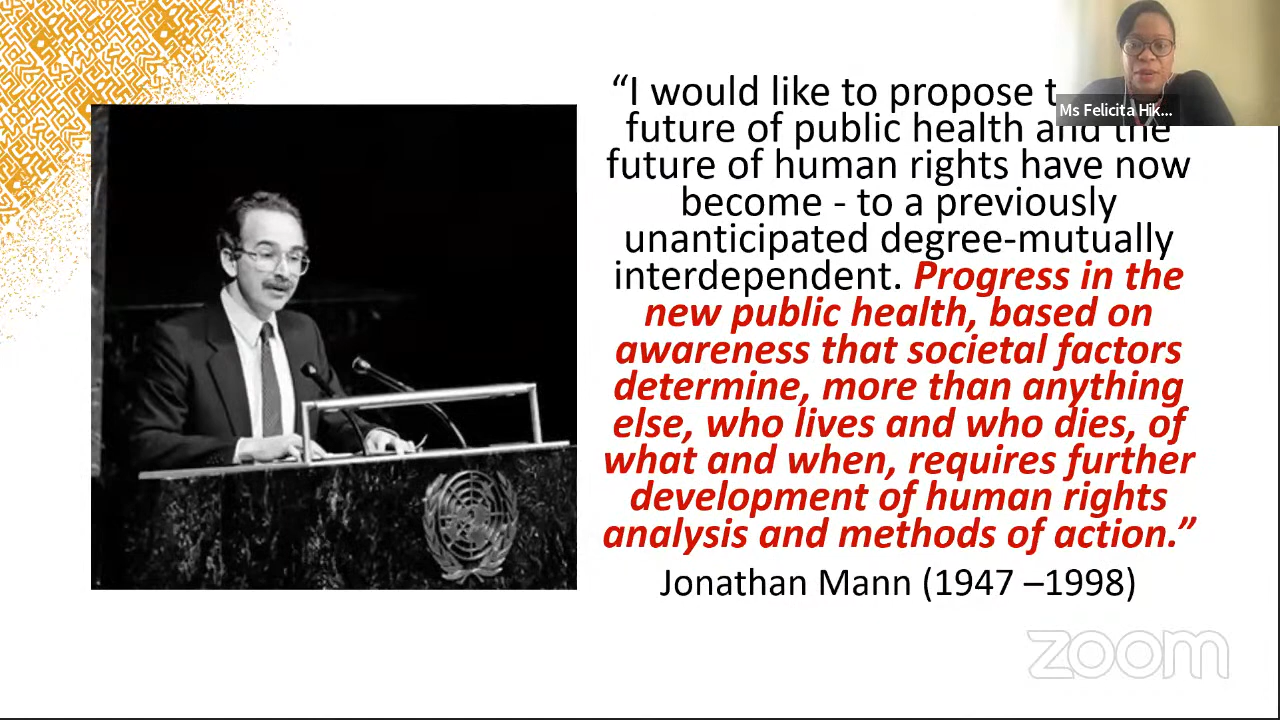 “I would like to propose t
future of public health and the
future of human rights have now
become - to a previously
unanticipated degree-mutually
interdependent. Progress in the
new public health, based on
awareness that societal factors
determine, more than anything
else, who lives and who dies, of
what and when, requires further
development of human rights
analysis and methods of action.”
Jonathan Mann (1947 –1998)
Ms Felicita Hik...
zoom